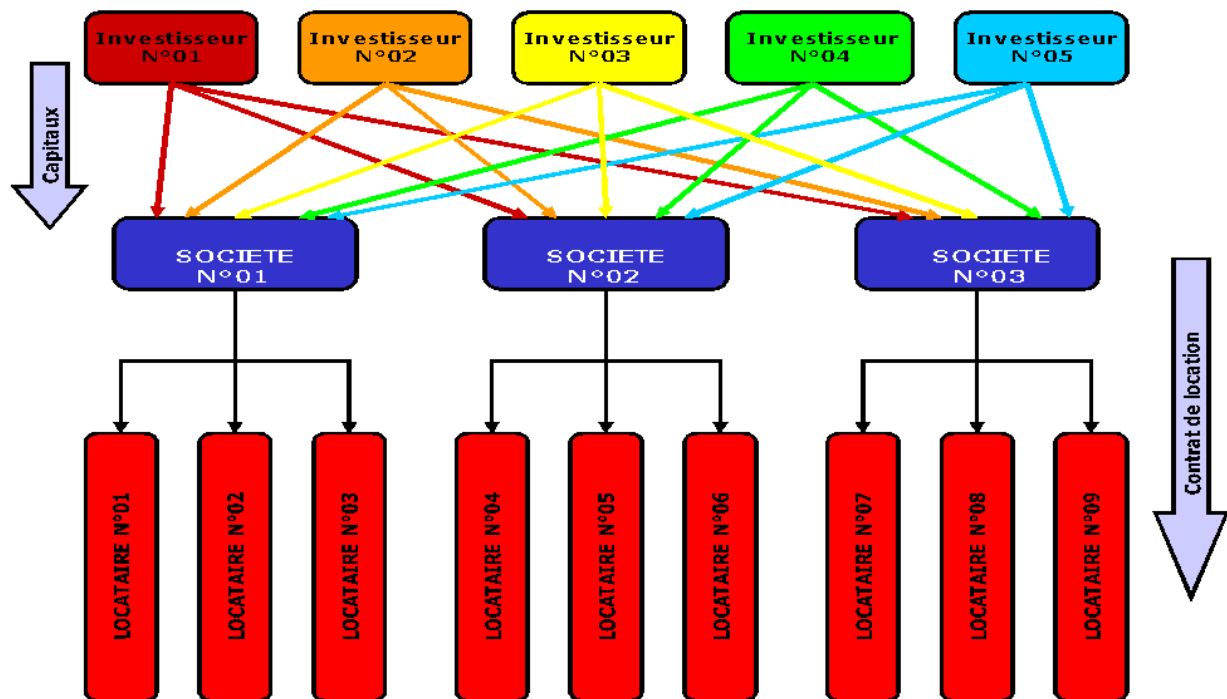 Investisseur
N°01
Investisseur
N°02
Investisseur
N°03
Investisseur
N°04
Investisseur
N°05
Capitaux
SOCIETE
N°01
SOCIETE
N°02
SOCIETE
N°03
Contrat de location
LOCATAIRE N°01
LOCATAIRE N°02
LOCATAIRE N°03
LOCATAIRE N°04
LOCATAIRE N°05
LOCATAIRE N°06
LOCATAIRE N°07
LOCATAIRE N°08
LOCATAIRE N°09